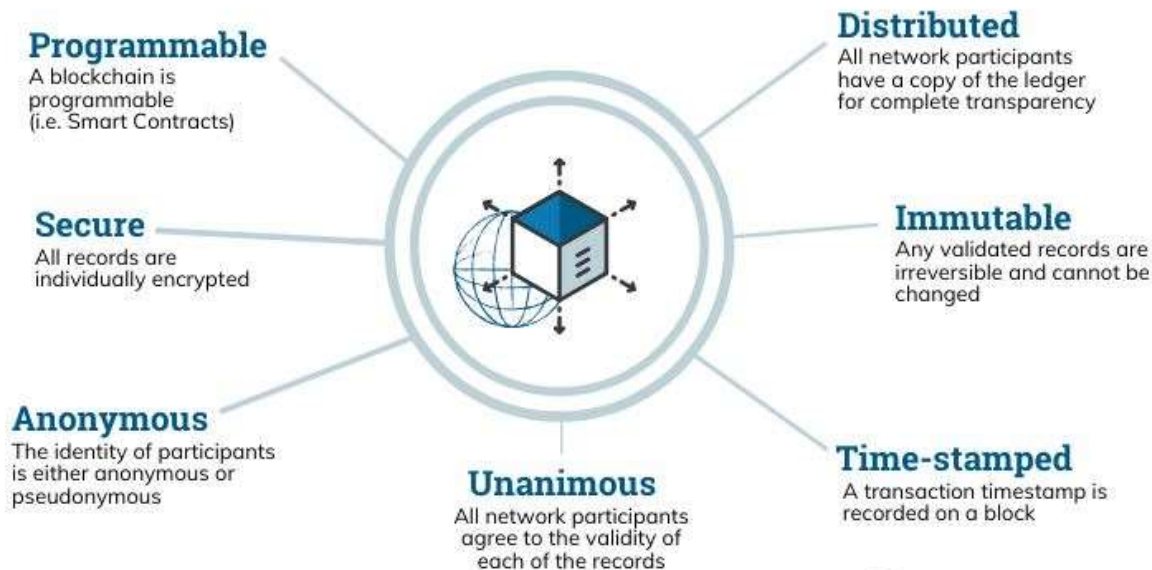 Programmable
A blockchain is
programmable
(i.e. Smart Contracts)
Distributed
All network participants
have a copy of the ledger
for complete transparency
Secure
All records are
individually encrypted
Immutable
Any validated records are
irreversible and cannot be
changed
Anonymous
The identity of participants
is either anonymous or
pseudonymous
Unanimous
All network participants
agree to the validity of
each of the records
Time-stamped
A transaction timestamp is
recorded on a block